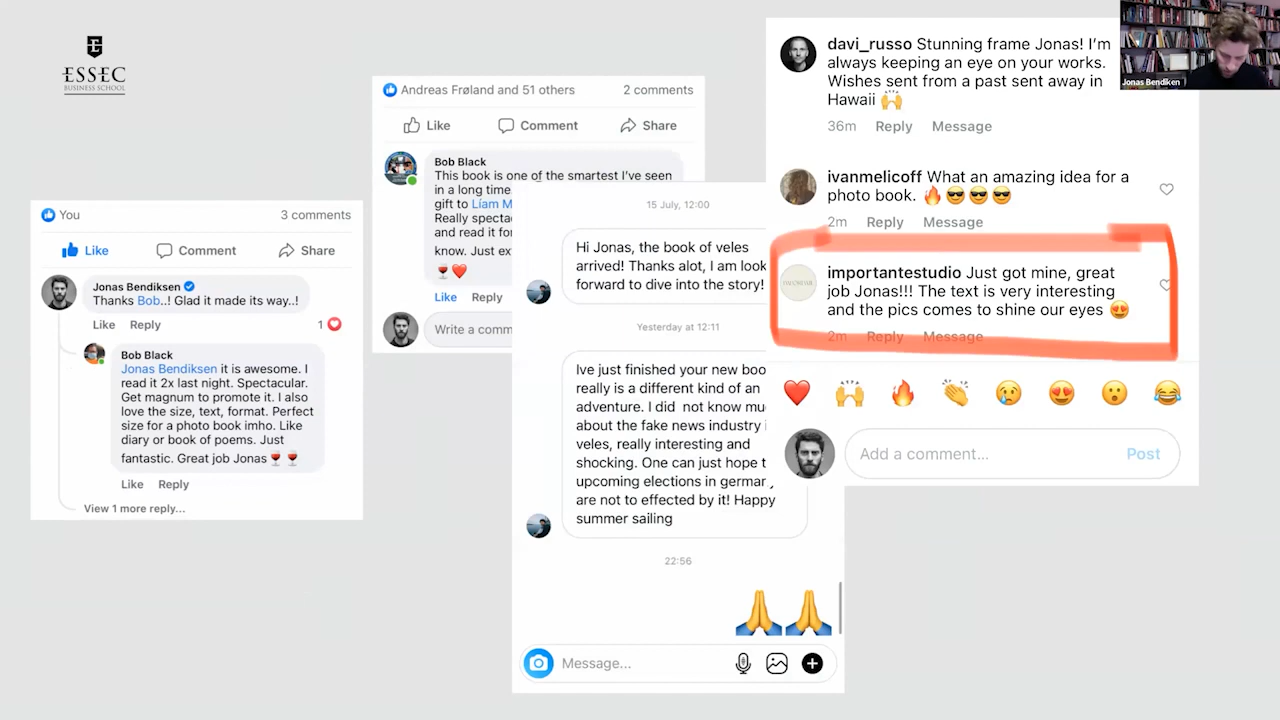 ESSEC
BUSINESS SCHOOL
You
3 comments
Like
Comment
Share
Jonas Bendiksen
Thanks Bob..! Glad it made its way..!
Like Reply
1
Bob Black
Jonas Bendiksen it is awesome. I
read it 2x last night. Spectacular.
Get magnum to promote it. I also
love the size, text, format. Perfect
size for a photo book imho. Like
diary or book of poems. Just
fantastic. Great job Jonas 🍷 🍷
Like Reply
View 1 more reply...
Andreas Frøland and 51 others
2 comments
Like
Comment
Share
Bob Black
This book is one of the smartest I've seen
in a long time
gift to Líam M
Really specta
and read it for
know. Just ex
🍷❤️
Like Reply
Write a comm
15 July, 12:00
Hi Jonas, the book of veles
arrived! Thanks alot, I am look
forward to dive into the story!
Yesterday at 12:11
Ive just finished your new boo
really is a different kind of an
adventure. I did not know mu
about the fake news industry i
veles, really interesting and
shocking. One can just hope t
upcoming elections in german
are not to effected by it! Happy
summer sailing
22:56
🙏🙏
Message...
davi_russo Stunning frame Jonas! I'm
always keeping an eye on your works.
Wishes sent from a past sent away in
Hawaii 🙌
36m Reply Message
ivanmelicoff What an amazing idea for a
photo book. 🔥😎😎😎
2m Reply Message
importantestudio Just got mine, great
job Jonas!!! The text is very interesting
and the pics comes to shine our eyes 😍
2m Reply Message
❤️ 🙌 🔥 👏 😢 😍 😮 😂
Add a comment...
Post
Jonas Bendiken